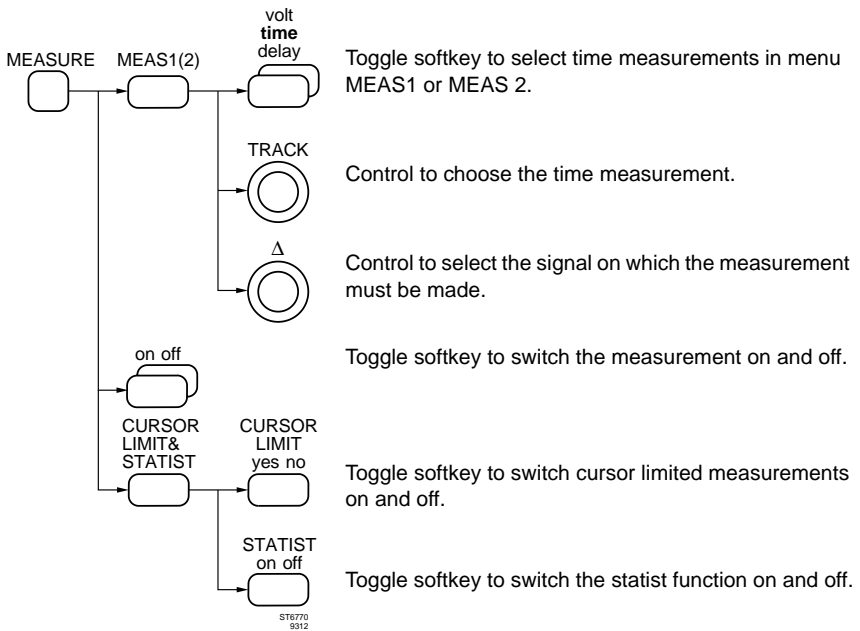 volt
time
delay
MEASURE
MEAS1(2)
Toggle softkey to select time measurements in menu
MEAS1 or MEAS 2.
TRACK
Control to choose the time measurement.
Δ
Control to select the signal on which the measurement
must be made.
on off
Toggle softkey to switch the measurement on and off.
CURSOR
LIMIT&
STATIST
CURSOR
LIMIT
yes no
Toggle softkey to switch cursor limited measurements
on and off.
STATIST
on off
Toggle softkey to switch the statist function on and off.
ST6770
9312